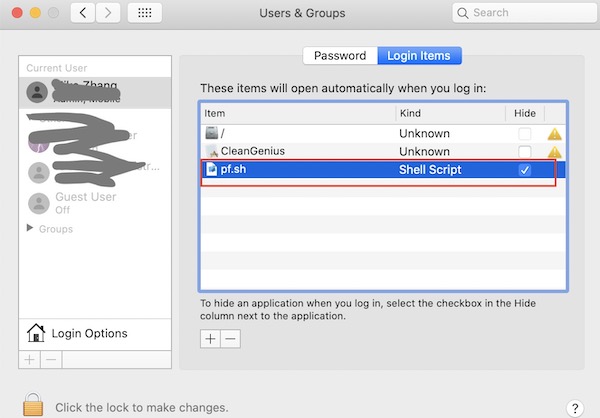 Users & Groups
Search
Password
Login Items
Current User
Admin, Mobile
Guest User
Off
Groups
Login Options
These items will open automatically when you log in:
Item Kind Hide
/ Unknown
CleanGenius Unknown
pf.sh Shell Script
To hide an application when you log in, select the checkbox in the Hide
column next to the application.
+ −
+ −
Click the lock to make changes.
?